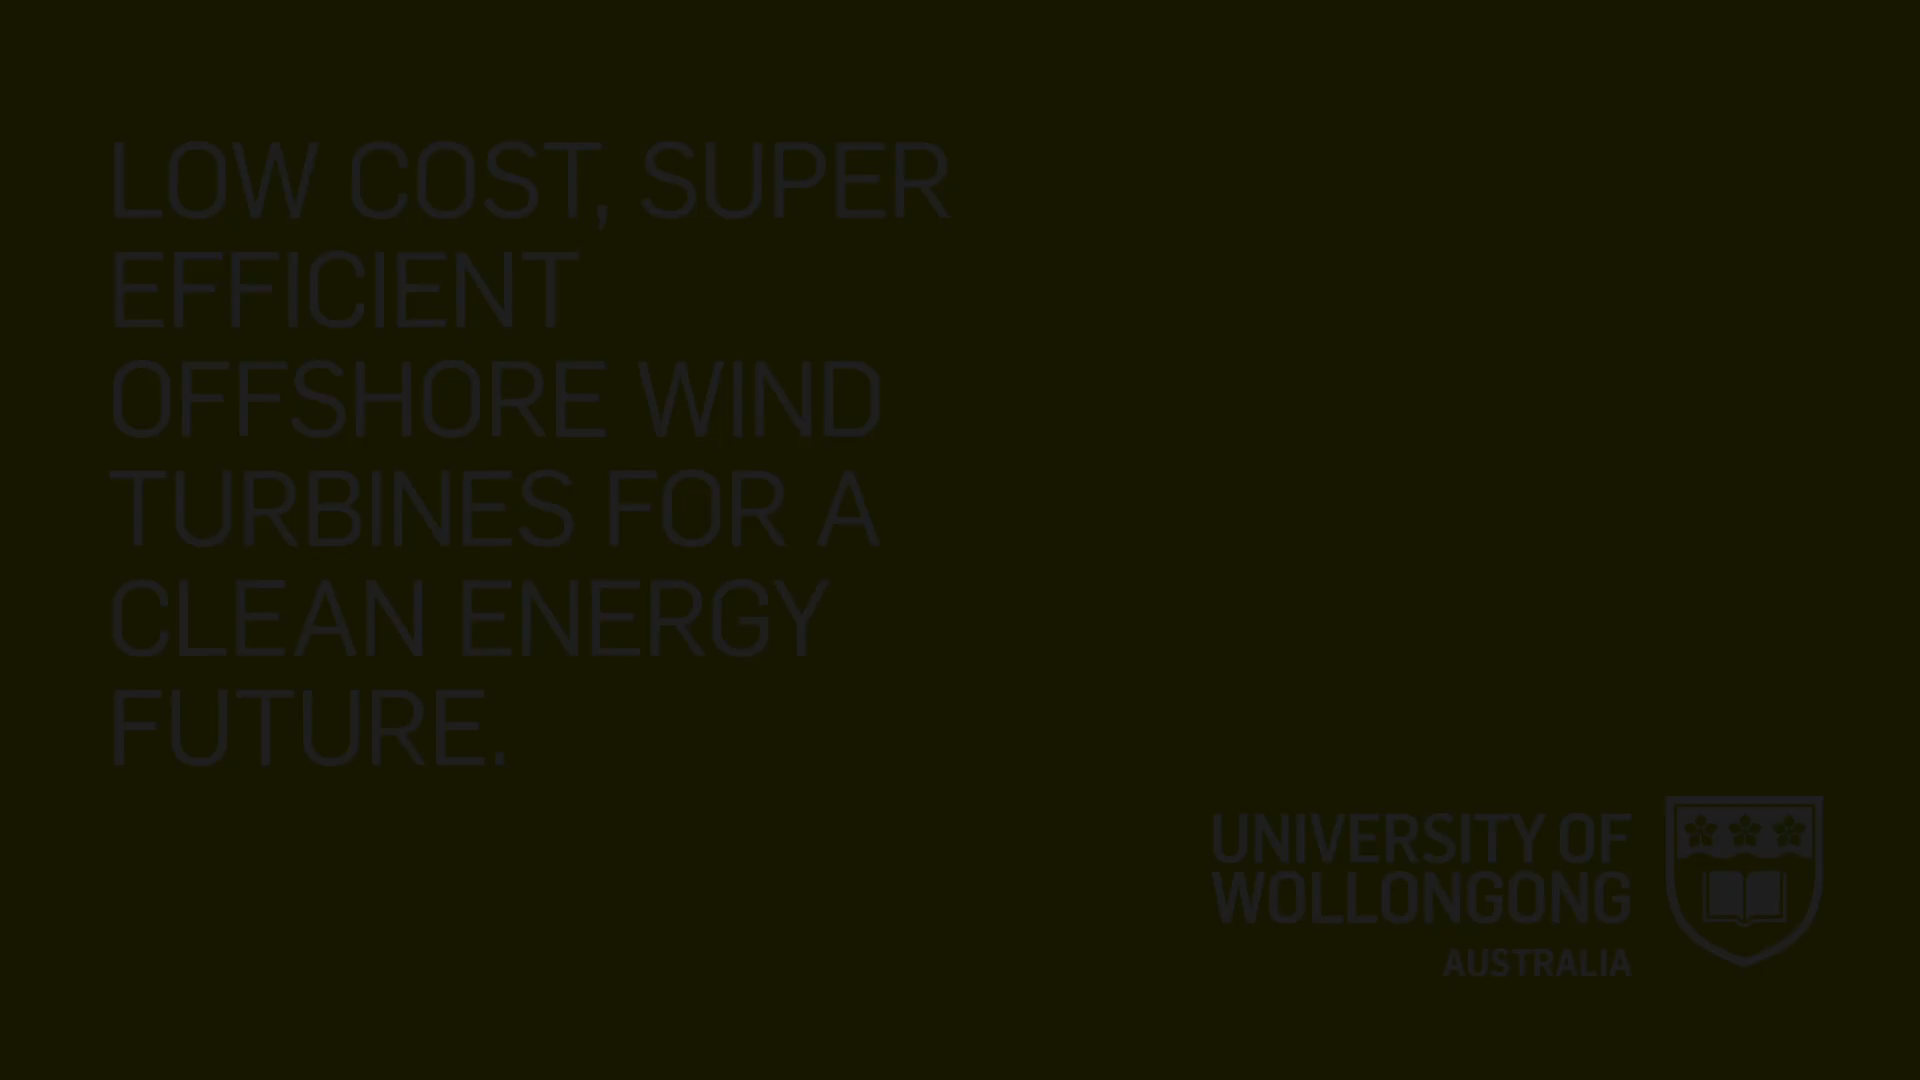 LOW COST, SUPER
EFFICIENT
OFFSHORE WIND
TURBINES FOR A
CLEAN ENERGY
FUTURE.
UNIVERSITY OF
WOLLONGONG
AUSTRALIA